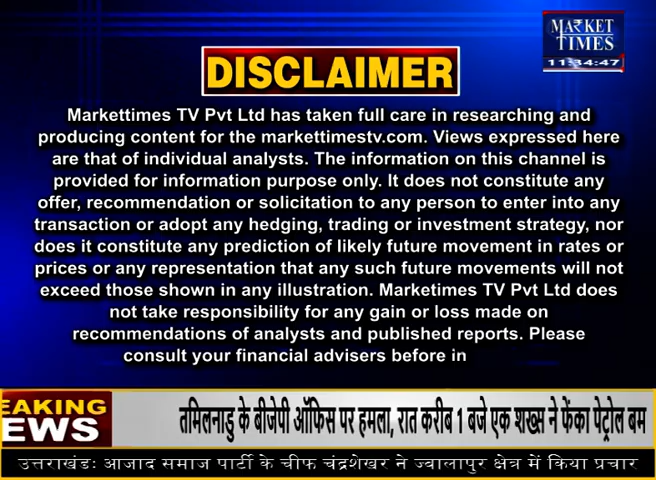 MARKET
TIMES
11:34:47
DISCLAIMER
Markettimes TV Pvt Ltd has taken full care in researching and
producing content for the markettimestv.com. Views expressed here
are that of individual analysts. The information on this channel is
provided for information purpose only. It does not constitute any
offer, recommendation or solicitation to any person to enter into any
transaction or adopt any hedging, trading or investment strategy, nor
does it constitute any prediction of likely future movement in rates or
prices or any representation that any such future movements will not
exceed those shown in any illustration. Marketimes TV Pvt Ltd does
not take responsibility for any gain or loss made on
recommendations of analysts and published reports. Please
consult your financial advisers before in
EAKING
EWS
तमिलनाडु के बीजेपी ऑफिस पर हमला, रात करीब 1 बजे एक शख्स ने फेंका पेट्रोल बम
उत्तराखंडः आजाद समाज पार्टी के चीफ चंद्रशेखर ने ज्वालापुर क्षेत्र में किया प्रचार